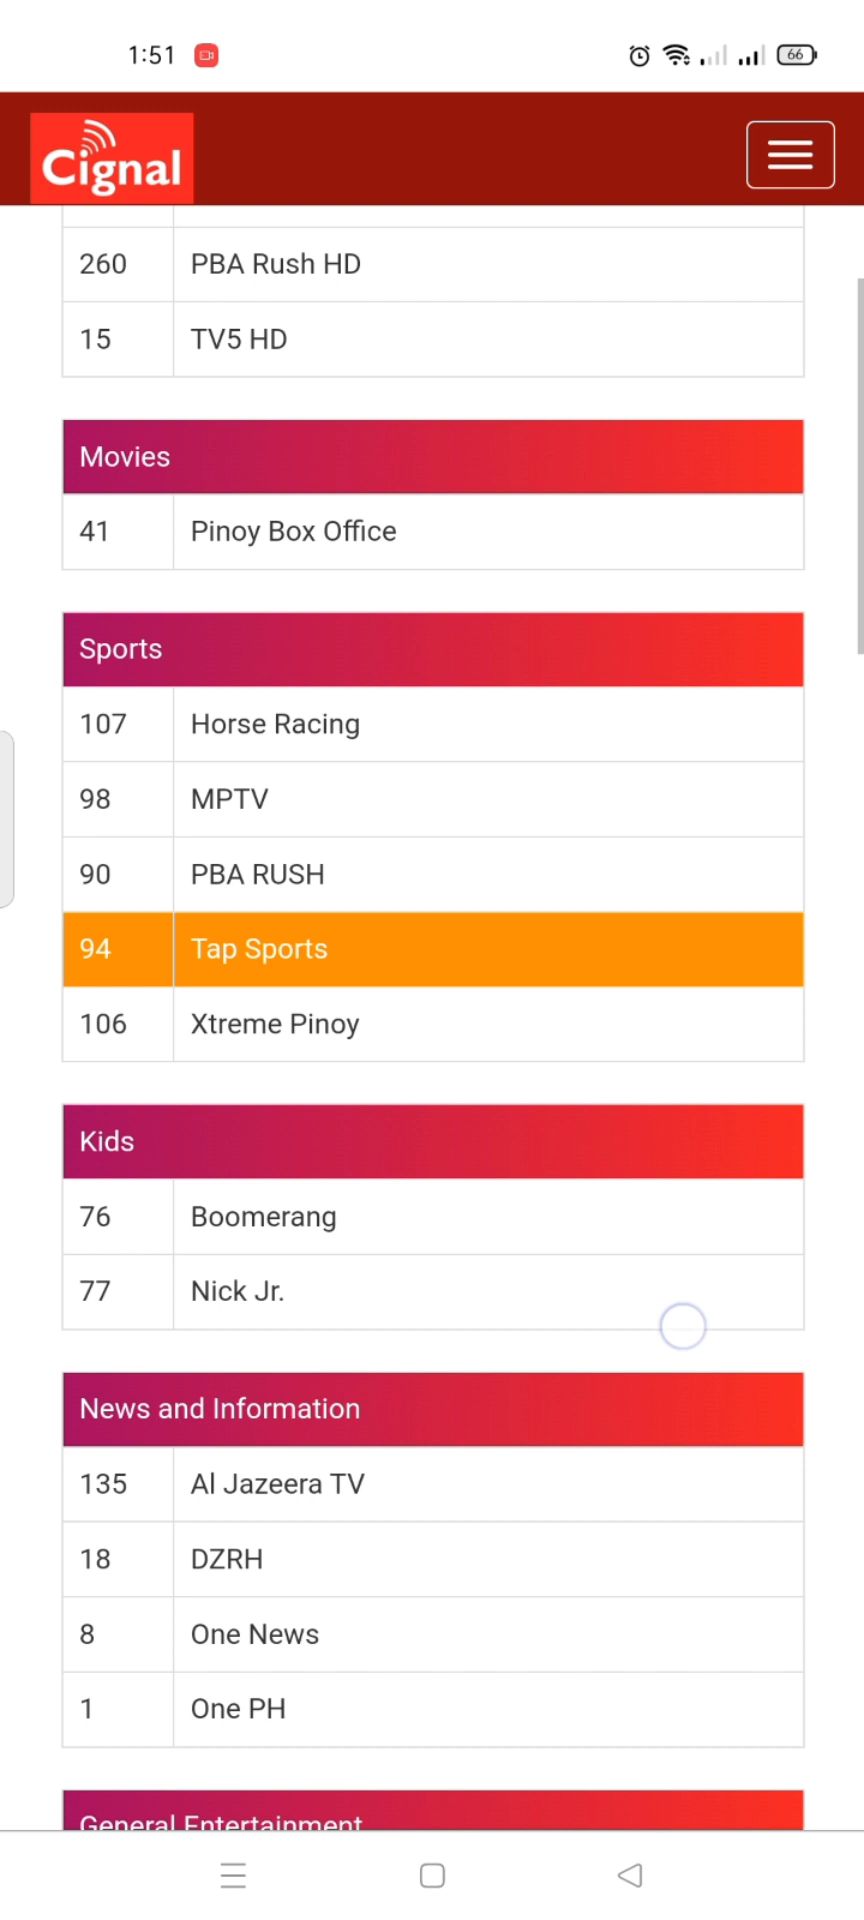 1:51
66
Cignal
260 PBA Rush HD
15 TV5 HD
Movies
41 Pinoy Box Office
Sports
107 Horse Racing
98 MPTV
90 PBA RUSH
94 Tap Sports
106 Xtreme Pinoy
Kids
76 Boomerang
77 Nick Jr.
News and Information
135 Al Jazeera TV
18 DZRH
8 One News
1 One PH
General Entertainment